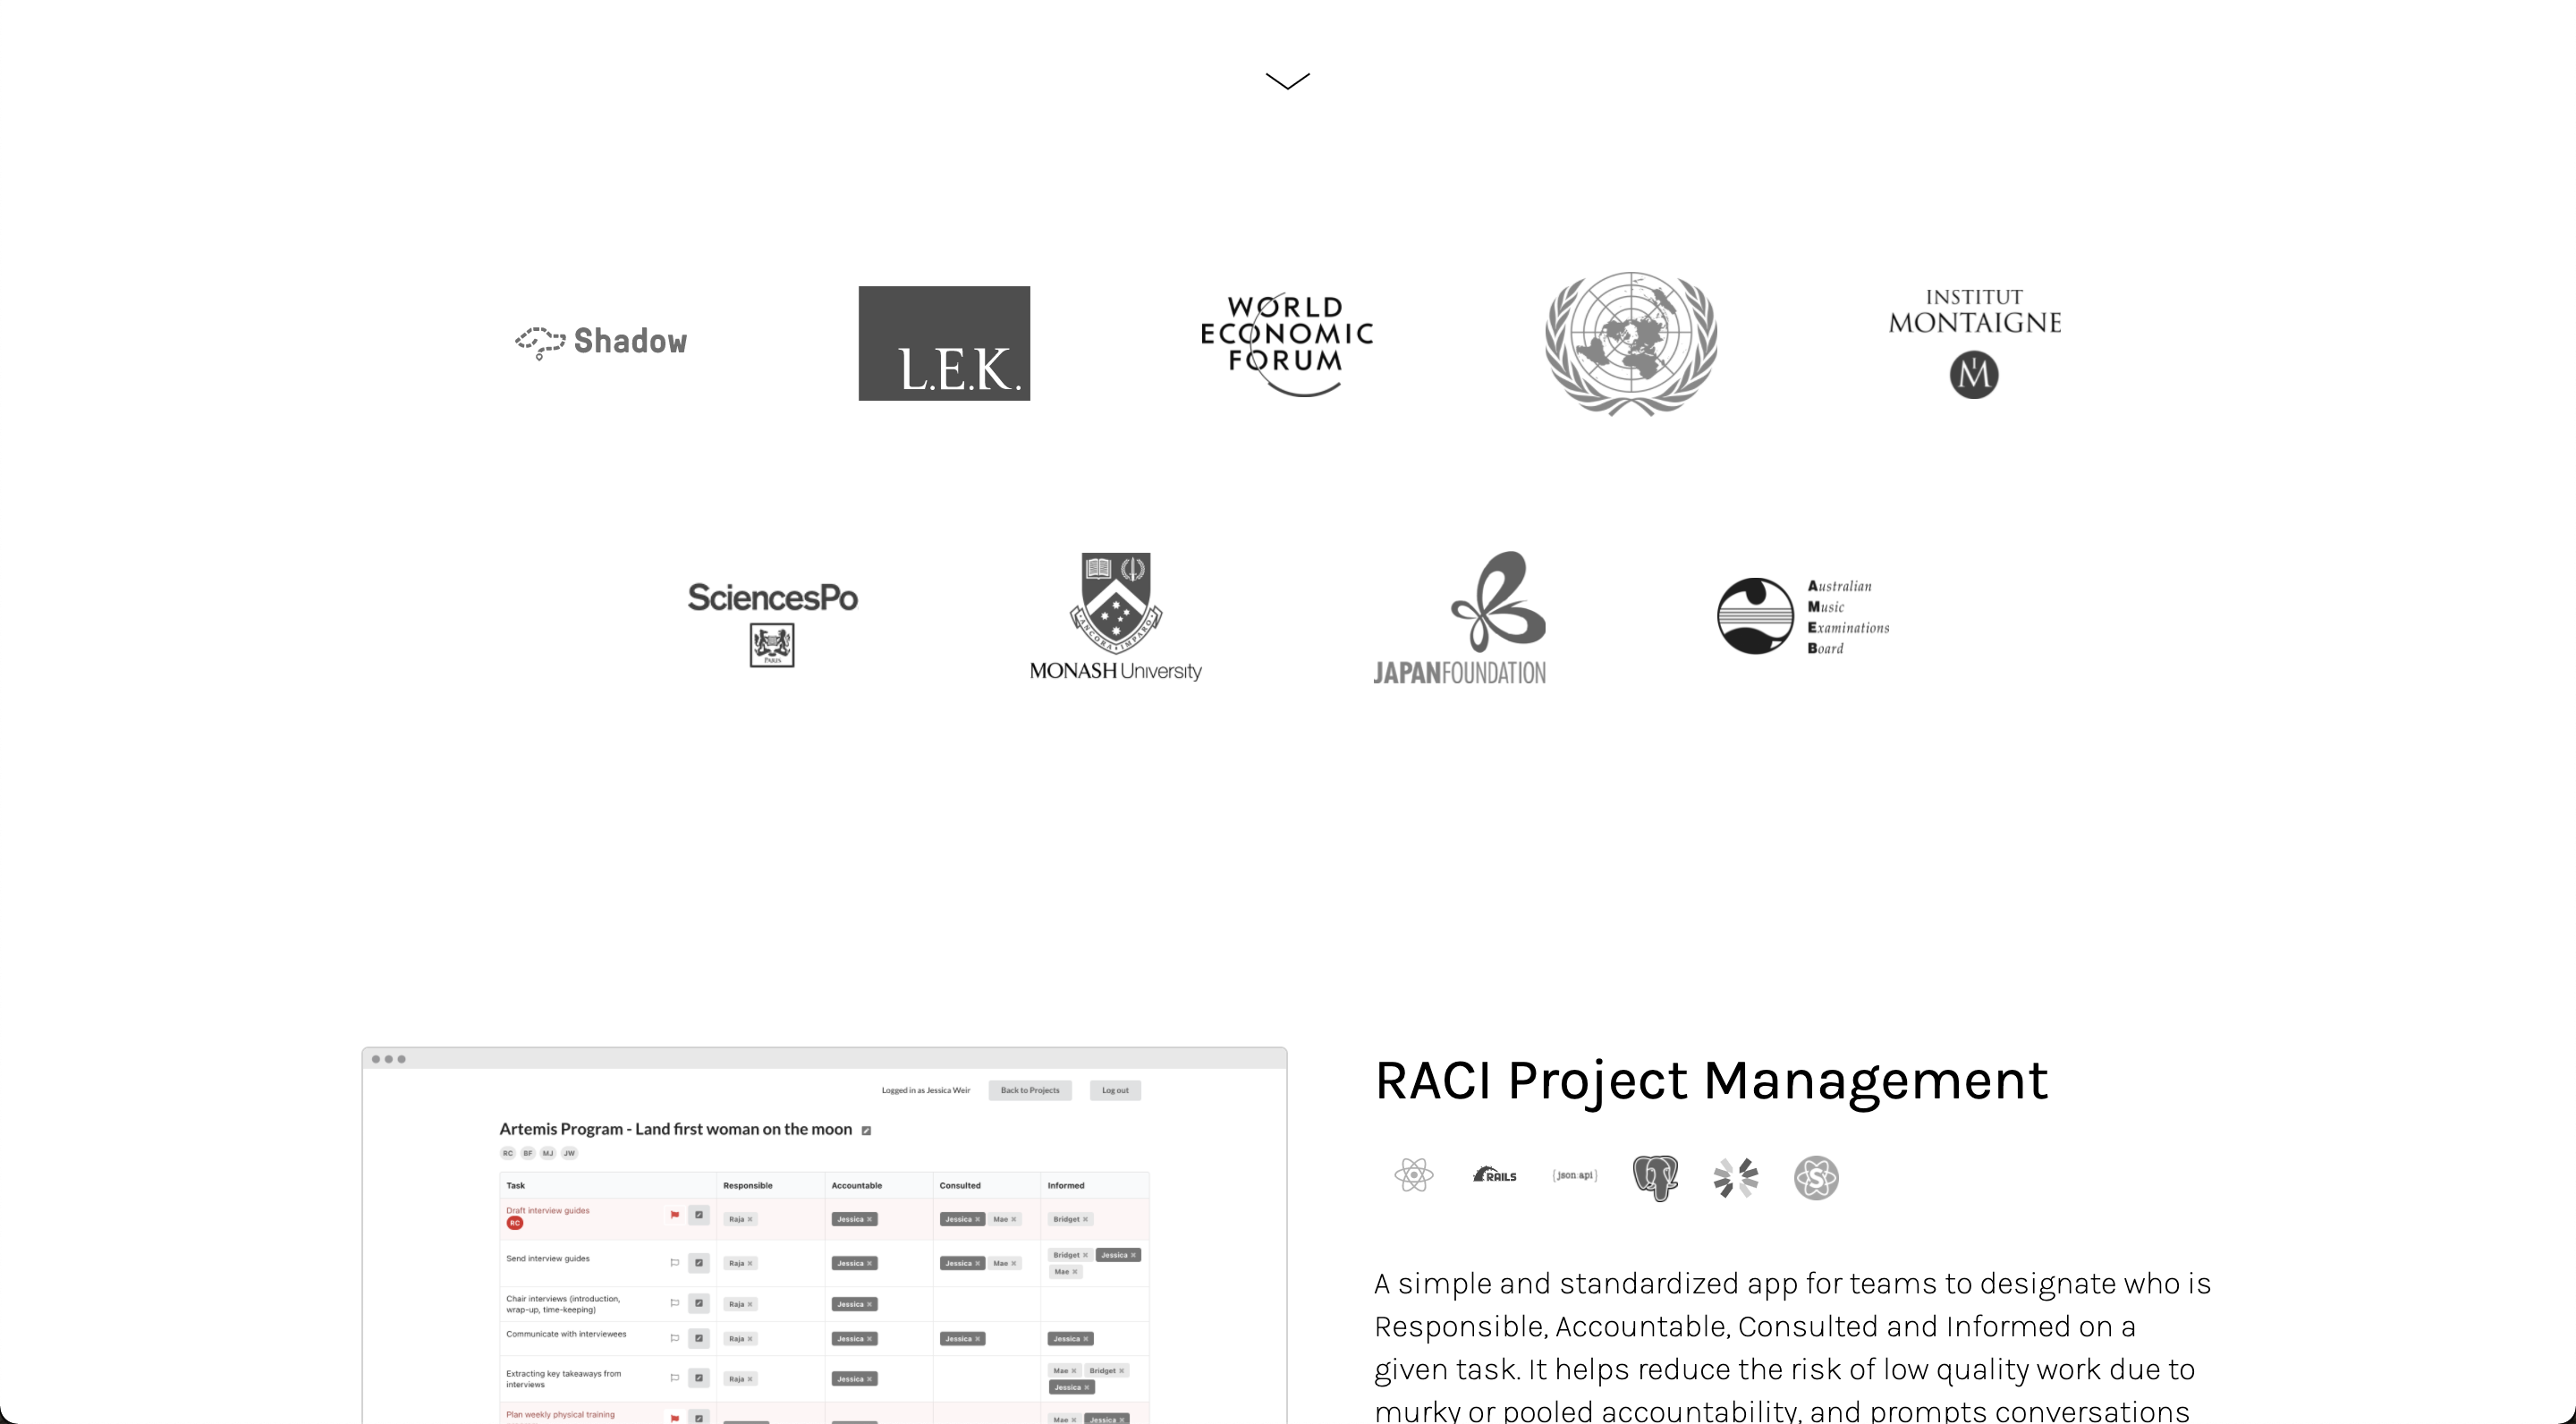 Shadow
L.E.K.
WORLD
ECONOMIC
FORUM
INSTITUT
MONTAIGNE
M
SciencesPo
PARIS
ANCORA IMPARO
MONASH University
JAPANFOUNDATION
Australian
Music
Examinations
Board
Logged in as Jessica Weir Back to Projects Log out
Artemis Program - Land first woman on the moon
RC BF MJ JW
Task Responsible Accountable Consulted Informed
Draft interview guides Raja × Jessica × Jessica × Mae × Bridget ×
RC
Send interview guides Raja × Jessica × Jessica × Mae × Bridget × Jessica ×
Mae ×
Chair interviews (introduction,
wrap-up, time-keeping) Raja × Jessica ×
Communicate with interviewees Raja × Jessica × Jessica × Jessica ×
Extracting key takeaways from
interviews Raja × Jessica × Mae × Bridget ×
Jessica ×
Plan weekly physical training Mae × Jessica ×
RACI Project Management
RAILS {json:api} S
A simple and standardized app for teams to designate who is
Responsible, Accountable, Consulted and Informed on a
given task. It helps reduce the risk of low quality work due to
murky or pooled accountability, and prompts conversations